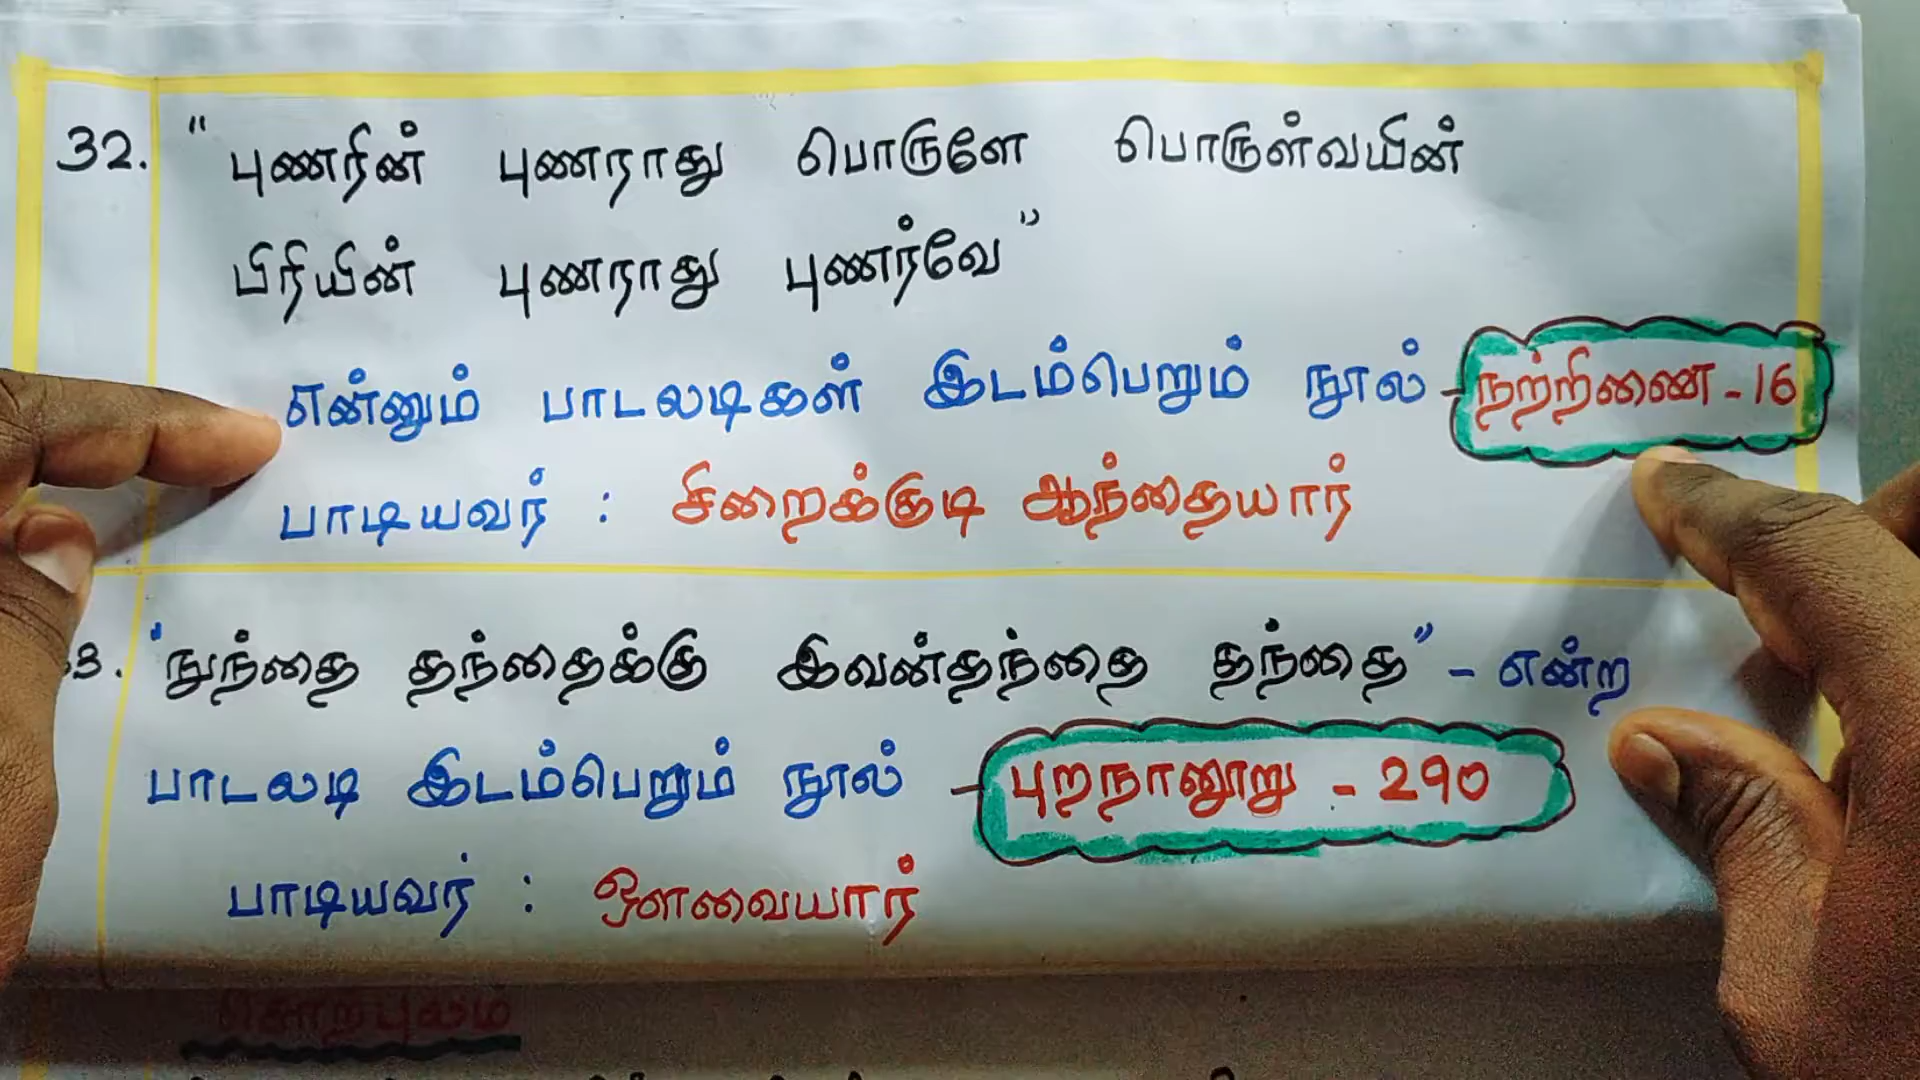 32. "புணரின் புணராது பொருளே பொருள்வயின்
பிரியின் புணராது புணர்வே"
என்னும் பாடலடிகள் இடம்பெறும் நூல் - நற்றிணை - 16
பாடியவர் : சிறைக்குடி ஆந்தையார்
3. "நுந்தை தந்தைக்கு இவன்தந்தை தந்தை" - என்ற
பாடலடி இடம்பெறும் நூல் - புறநானூறு - 290
பாடியவர் : ஔவையார்